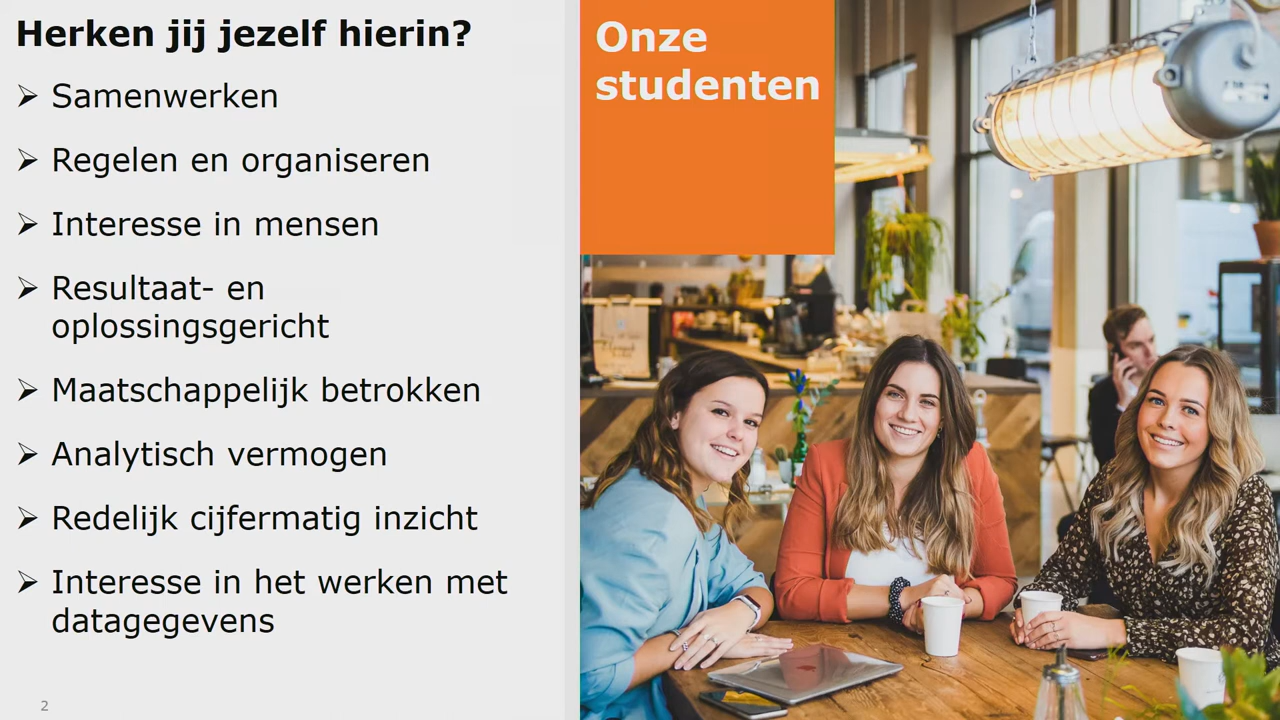 Herken jij jezelf hierin?
➢ Samenwerken
➢ Regelen en organiseren
➢ Interesse in mensen
➢ Resultaat- en
oplossingsgericht
➢ Maatschappelijk betrokken
➢ Analytisch vermogen
➢ Redelijk cijfermatig inzicht
➢ Interesse in het werken met
datagegevens
2
Onze
studenten